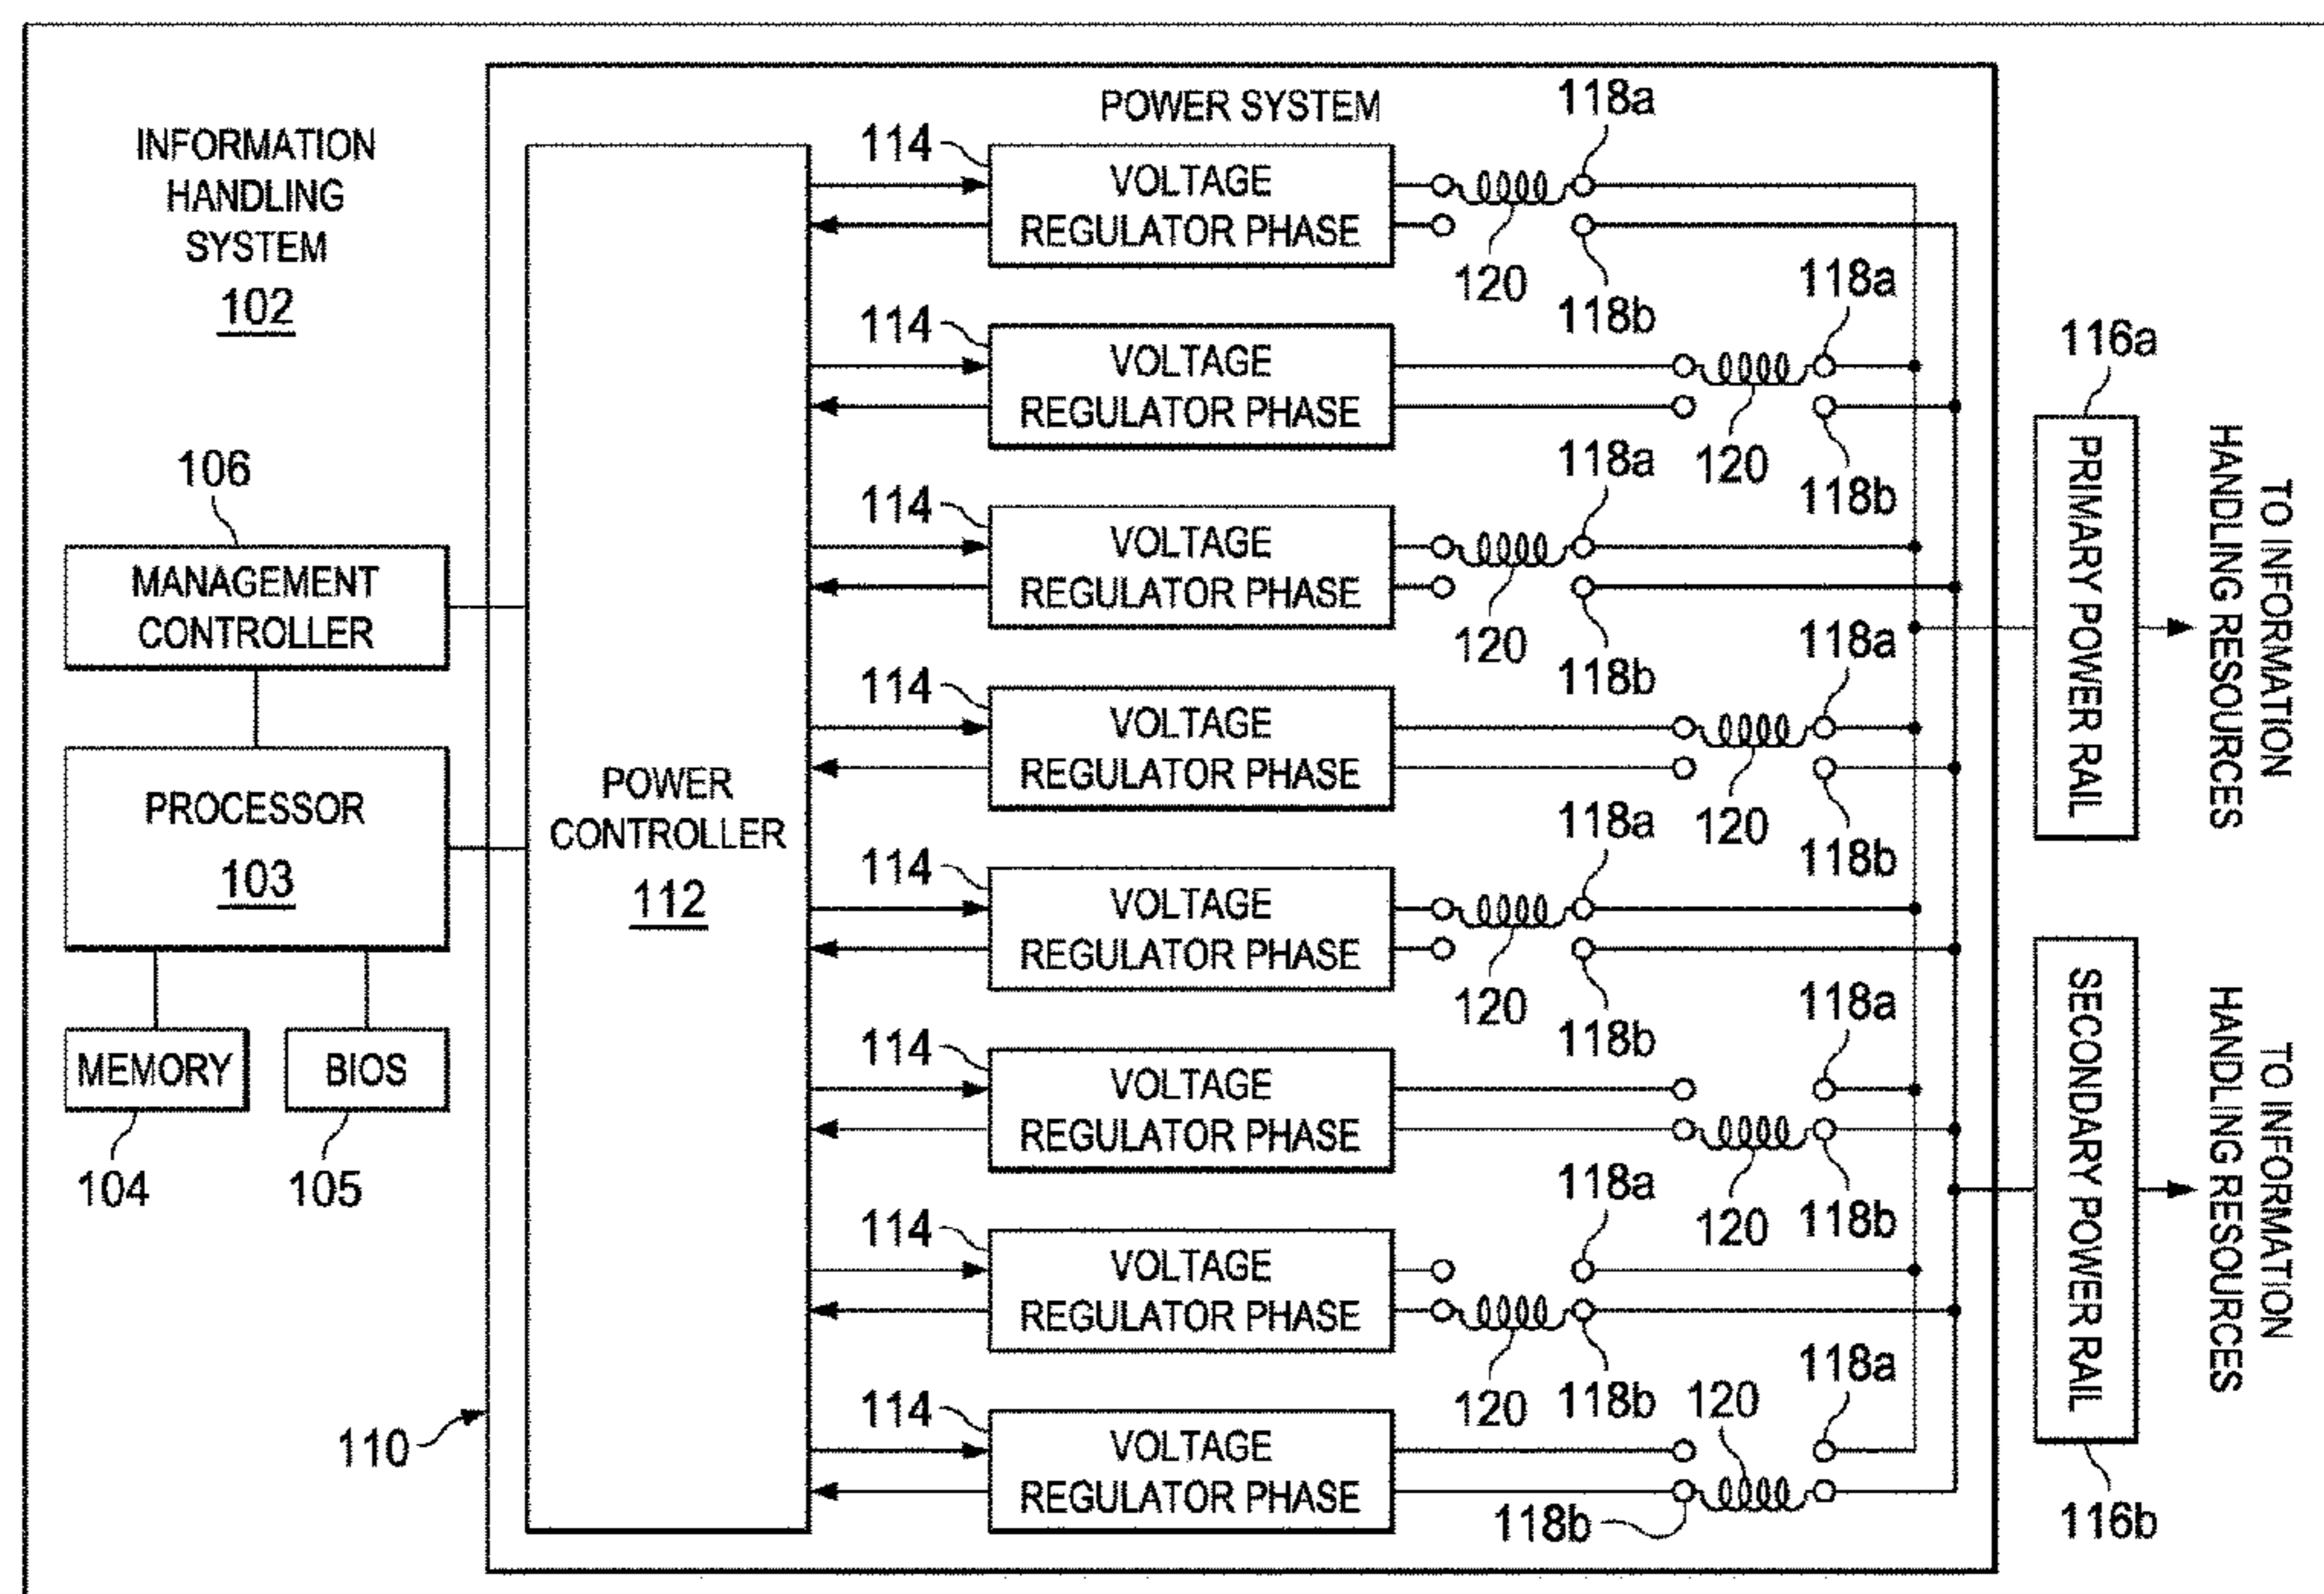 INFORMATION
HANDLING
SYSTEM
102
106
MANAGEMENT
CONTROLLER
PROCESSOR
103
MEMORY
BIOS
104
105
110
POWER SYSTEM
POWER
CONTROLLER
112
114
VOLTAGE
REGULATOR PHASE
118a
120
118b
114
VOLTAGE
REGULATOR PHASE
118a
120
118b
114
VOLTAGE
REGULATOR PHASE
118a
120
118b
114
VOLTAGE
REGULATOR PHASE
118a
120
118b
114
VOLTAGE
REGULATOR PHASE
118a
120
118b
114
VOLTAGE
REGULATOR PHASE
118a
120
118b
114
VOLTAGE
REGULATOR PHASE
118a
120
118b
114
VOLTAGE
REGULATOR PHASE
120
118a
118b
116a
PRIMARY POWER RAIL
TO INFORMATION
HANDLING RESOURCES
SECONDARY POWER RAIL
116b
TO INFORMATION
HANDLING RESOURCES